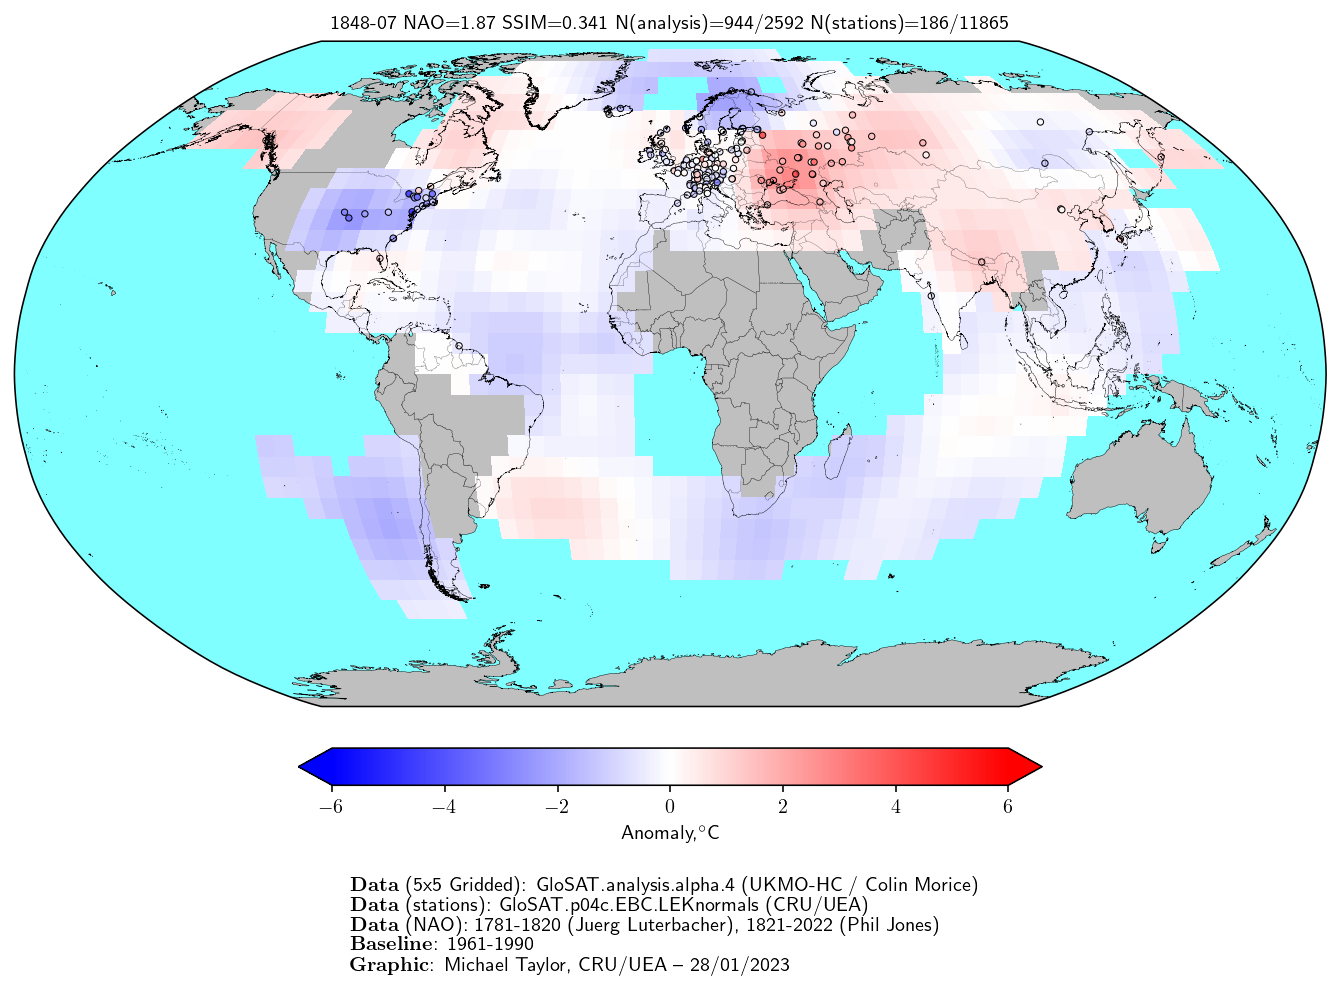 1848-07 NAO=1.87 SSIM=0.341 N(analysis)=944/2592 N(stations)=186/11865
−6 −4 −2 0 2 4 6
Anomaly,°C
Data (5x5 Gridded): GloSAT.analysis.alpha.4 (UKMO-HC / Colin Morice)
Data (stations): GloSAT.p04c.EBC.LEKnormals (CRU/UEA)
Data (NAO): 1781-1820 (Juerg Luterbacher), 1821-2022 (Phil Jones)
Baseline: 1961-1990
Graphic: Michael Taylor, CRU/UEA – 28/01/2023